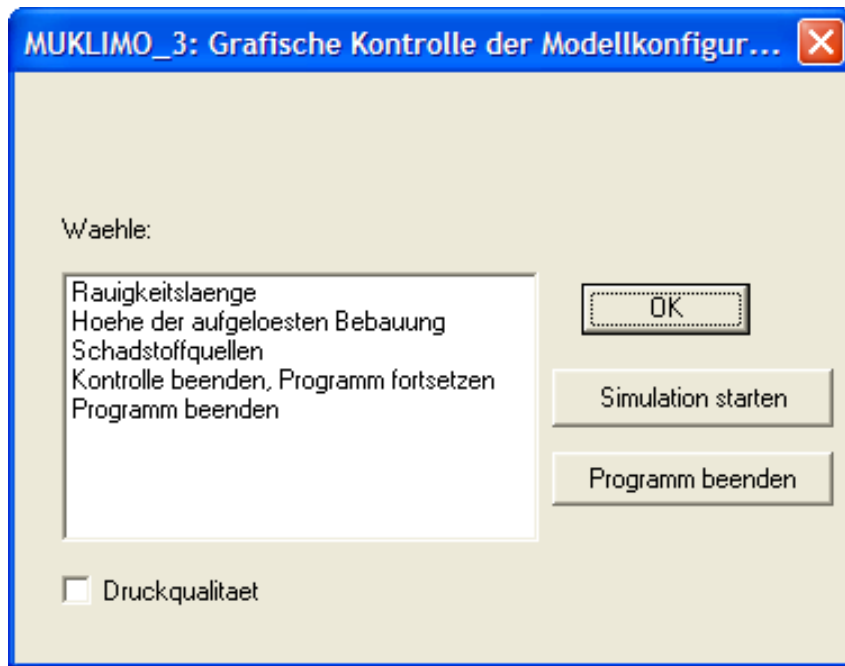 MUKLIMO_3: Grafische Kontrolle der Modellkonfigur...
Waehle:
Rauigkeitslaenge
Hoehe der aufgeloesten Bebauung
Schadstoffquellen
Kontrolle beenden, Programm fortsetzen
Programm beenden
OK
Simulation starten
Programm beenden
Druckqualitaet